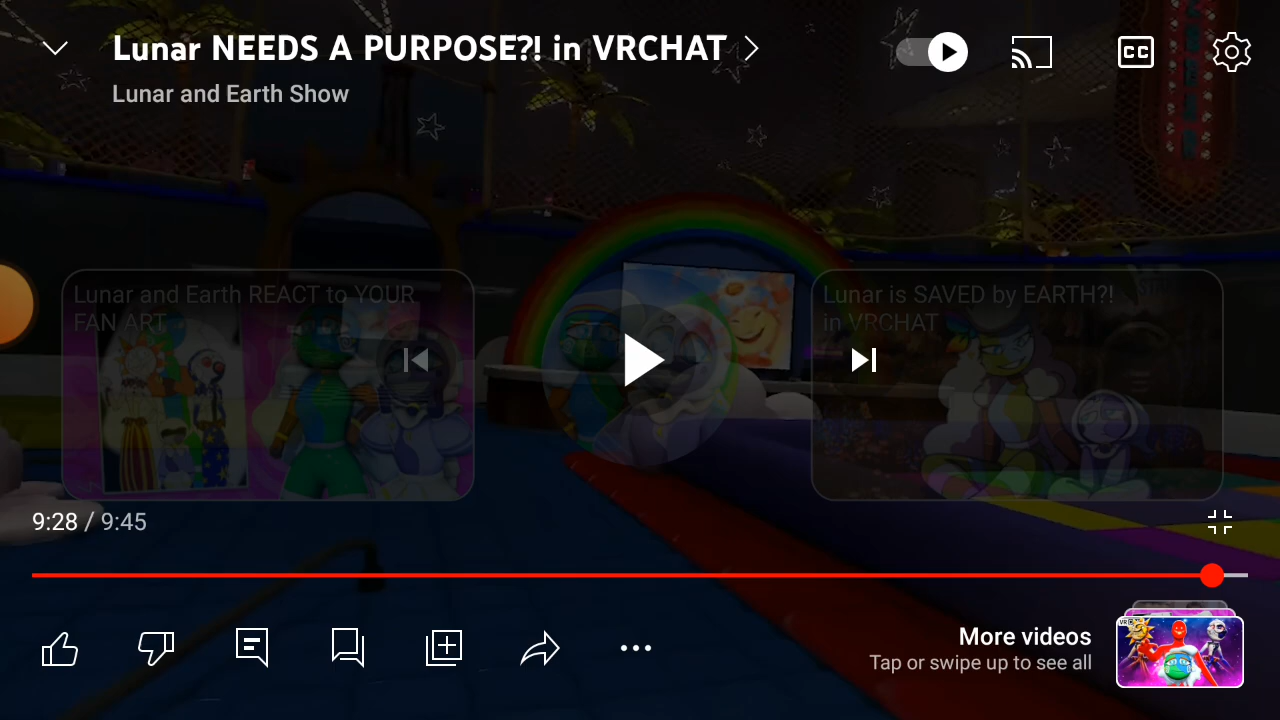 Lunar NEEDS A PURPOSE?! in VRCHAT
Lunar and Earth Show
CC
Lunar and Earth REACT to YOUR
FAN ART
Lunar is SAVED by EARTH?!
in VRCHAT
9:28 / 9:45
More videos
Tap or swipe up to see all